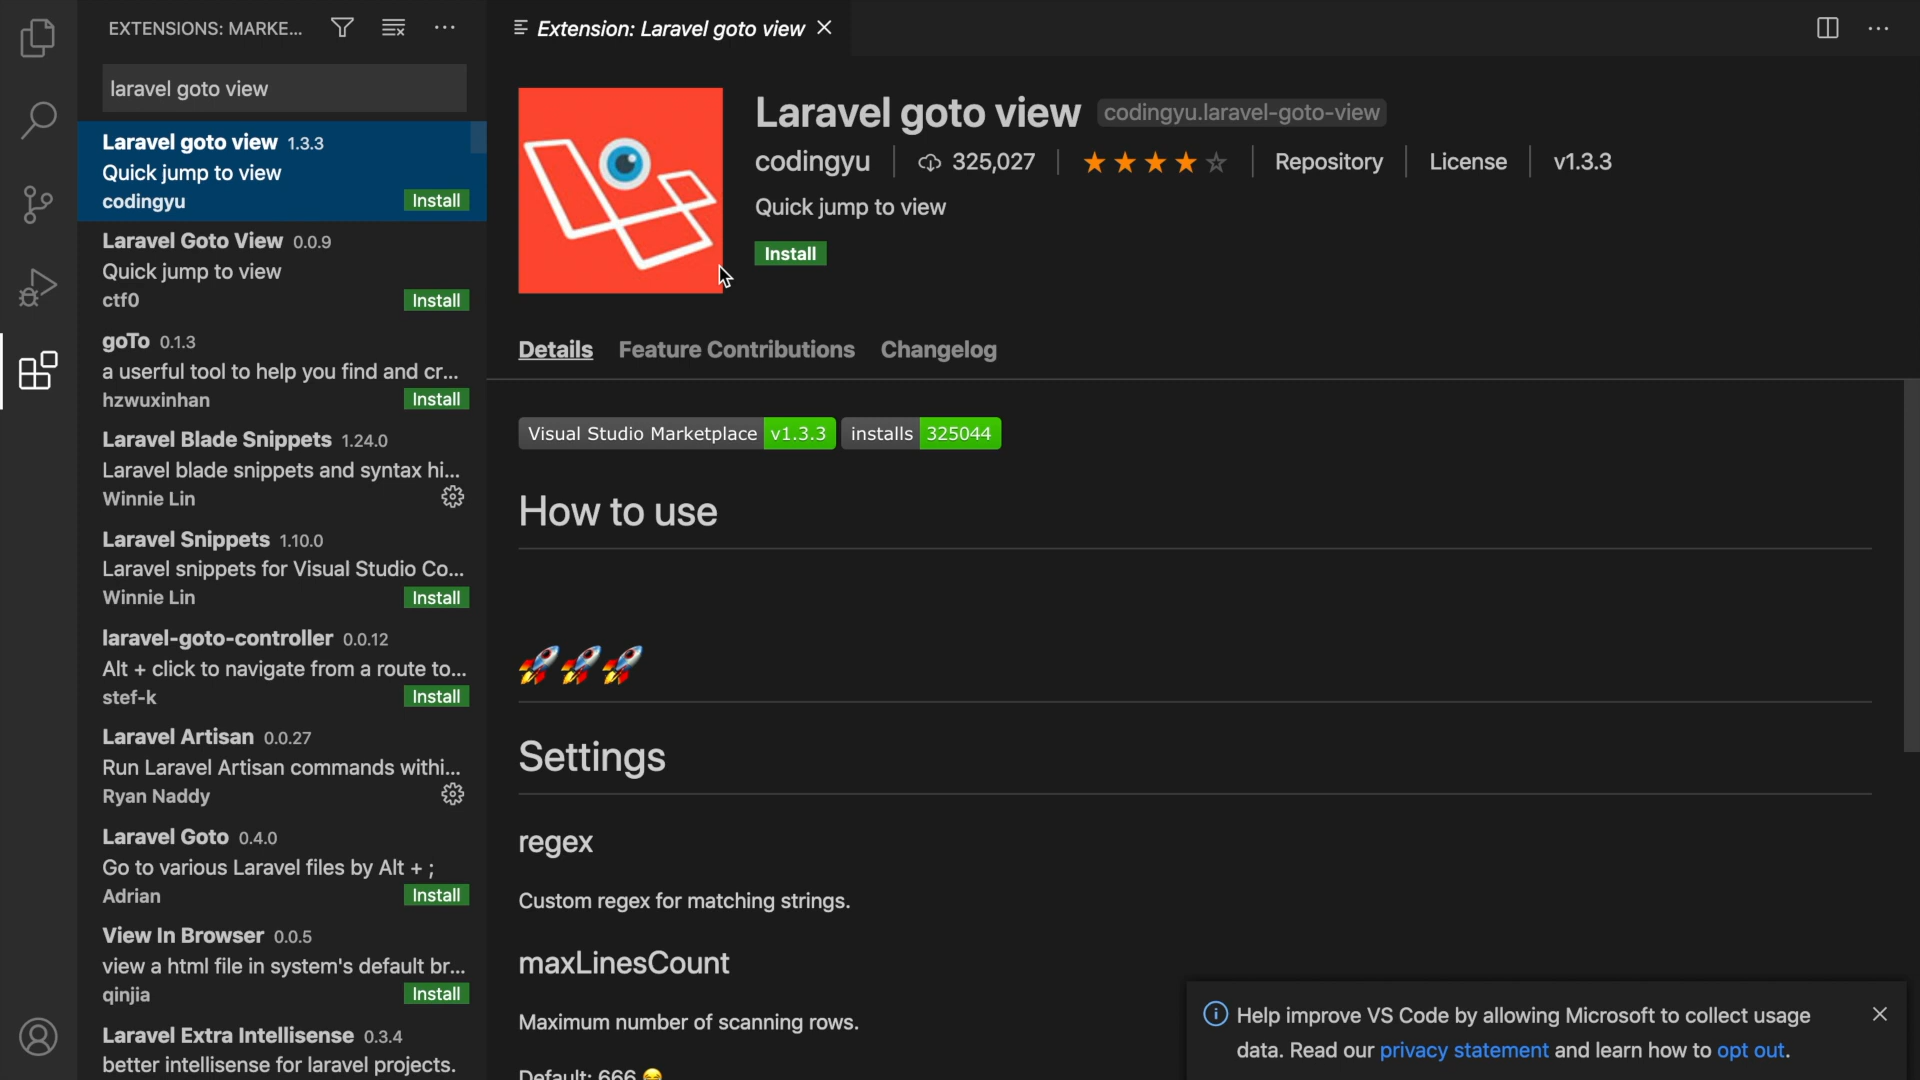 EXTENSIONS: MARKE...
laravel goto view
Laravel goto view 1.3.3
Quick jump to view
codingyu Install
Laravel Goto View 0.0.9
Quick jump to view
ctf0 Install
goTo 0.1.3
a userful tool to help you find and cr...
hzwuxinhan Install
Laravel Blade Snippets 1.24.0
Laravel blade snippets and syntax hi...
Winnie Lin
Laravel Snippets 1.10.0
Laravel snippets for Visual Studio Co...
Winnie Lin Install
laravel-goto-controller 0.0.12
Alt + click to navigate from a route to...
stef-k Install
Laravel Artisan 0.0.27
Run Laravel Artisan commands withi...
Ryan Naddy
Laravel Goto 0.4.0
Go to various Laravel files by Alt + ;
Adrian Install
View In Browser 0.0.5
view a html file in system's default br...
qinjia Install
Laravel Extra Intellisense 0.3.4
better intellisense for laravel projects.
Extension: Laravel goto view
Laravel goto view codingyu.laravel-goto-view
codingyu 325,027 Repository License v1.3.3
Quick jump to view
Install
Details Feature Contributions Changelog
Visual Studio Marketplace v1.3.3 installs 325044
How to use
🚀🚀🚀
Settings
regex
Custom regex for matching strings.
maxLinesCount
Maximum number of scanning rows.
Default: 666 😂
Help improve VS Code by allowing Microsoft to collect usage
data. Read our privacy statement and learn how to opt out.